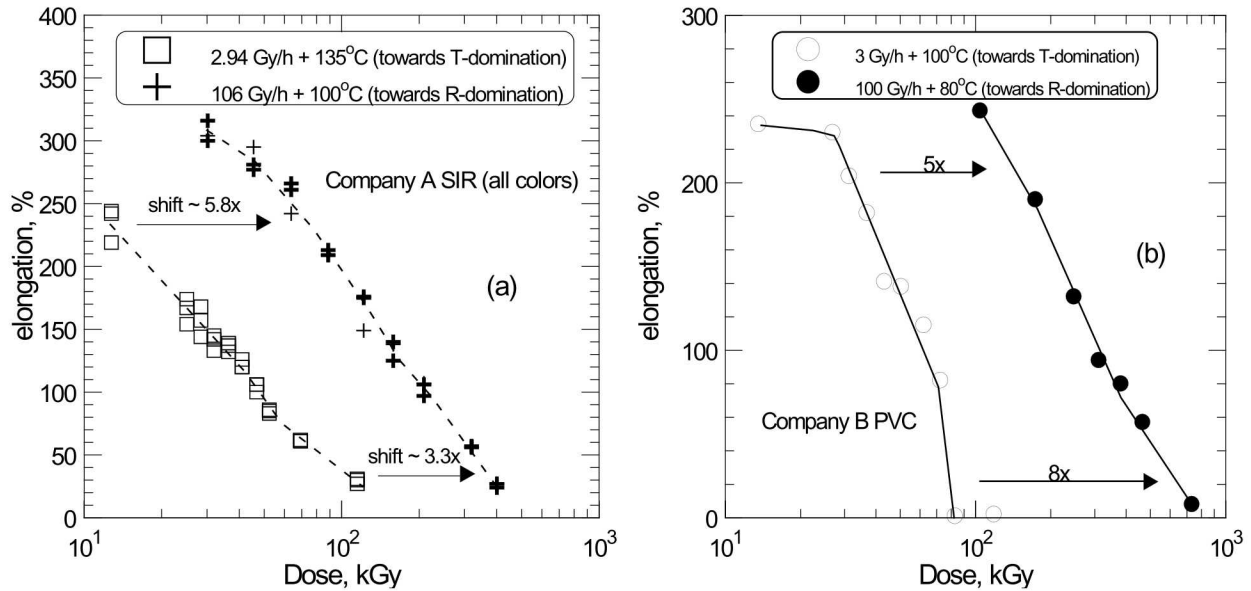 400
350
300
250
200
150
100
50
0
elongation, %
2.94 Gy/h + 135°C (towards T-domination)
106 Gy/h + 100°C (towards R-domination)
Company A SIR (all colors)
shift ~ 5.8x
(a)
shift ~ 3.3x
10¹ 10² 10³
Dose, kGy
300
200
100
0
elongation, %
3 Gy/h + 100°C (towards T-domination)
100 Gy/h + 80°C (towards R-domination)
5x
(b)
Company B PVC
8x
10¹ 10² 10³
Dose, kGy